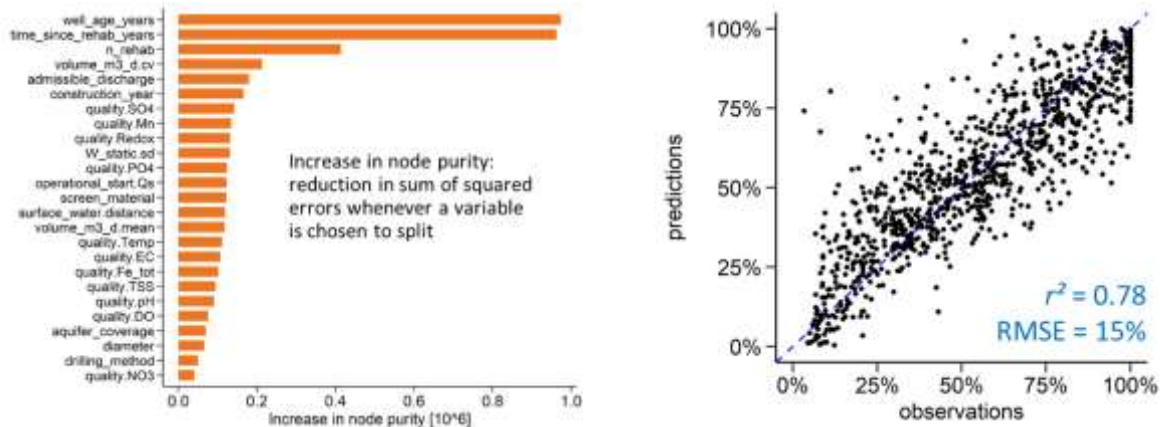 well_age_years
time_since_rehab_years
n_rehab
volume_m3_d.cv
admissible_discharge
construction_year
quality.SO4
quality.Mn
quality.Redox
W_static.sd
quality.PO4
operational_start.Qs
screen_material
surface_water.distance
volume_m3_d.mean
quality.Temp
quality.EC
quality.Fe_tot
quality.TSS
quality.pH
quality.DO
aquifer_coverage
diameter
drilling_method
quality.NO3
0.0 0.2 0.4 0.6 0.8 1.0
Increase in node purity [10^6]
Increase in node purity:
reduction in sum of squared
errors whenever a variable
is chosen to split
100%
75%
50%
25%
0%
predictions
r² = 0.78
RMSE = 15%
0% 25% 50% 75% 100%
observations